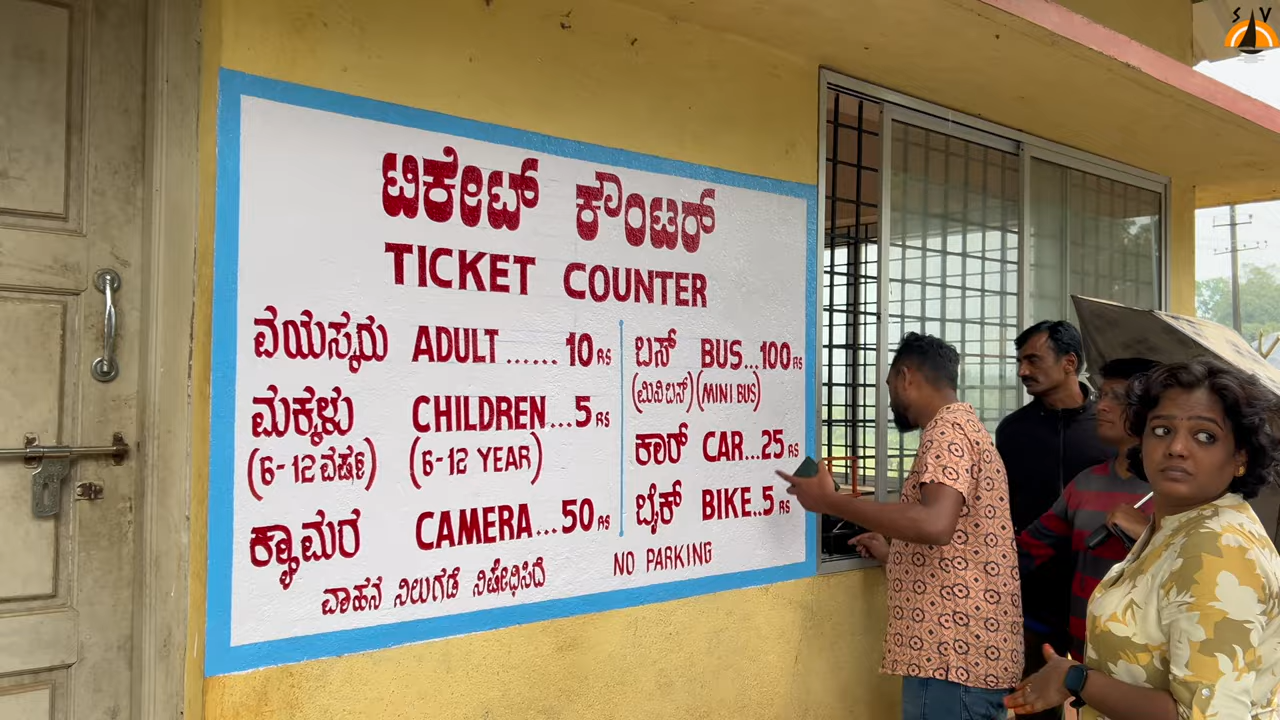 ಟಿಕೇಟ್ ಕೌಂಟರ್
TICKET COUNTER
ವಯಸ್ಕರು ADULT ...... 10 RS
ಮಕ್ಕಳು CHILDREN... 5 RS
(6-12 ವರ್ಷ) (6-12 YEAR)
ಕ್ಯಾಮರ CAMERA... 50 RS
ಬಸ್ BUS... 100 RS
(ಮಿನಿ ಬಸ್) (MINI BUS)
ಕಾರ್ CAR... 25 RS
ಬೈಕ್ BIKE.. 5 RS
ವಾಹನ ನಿಲುಗಡೆ ನಿಷೇಧಿಸಿದೆ NO PARKING
S V